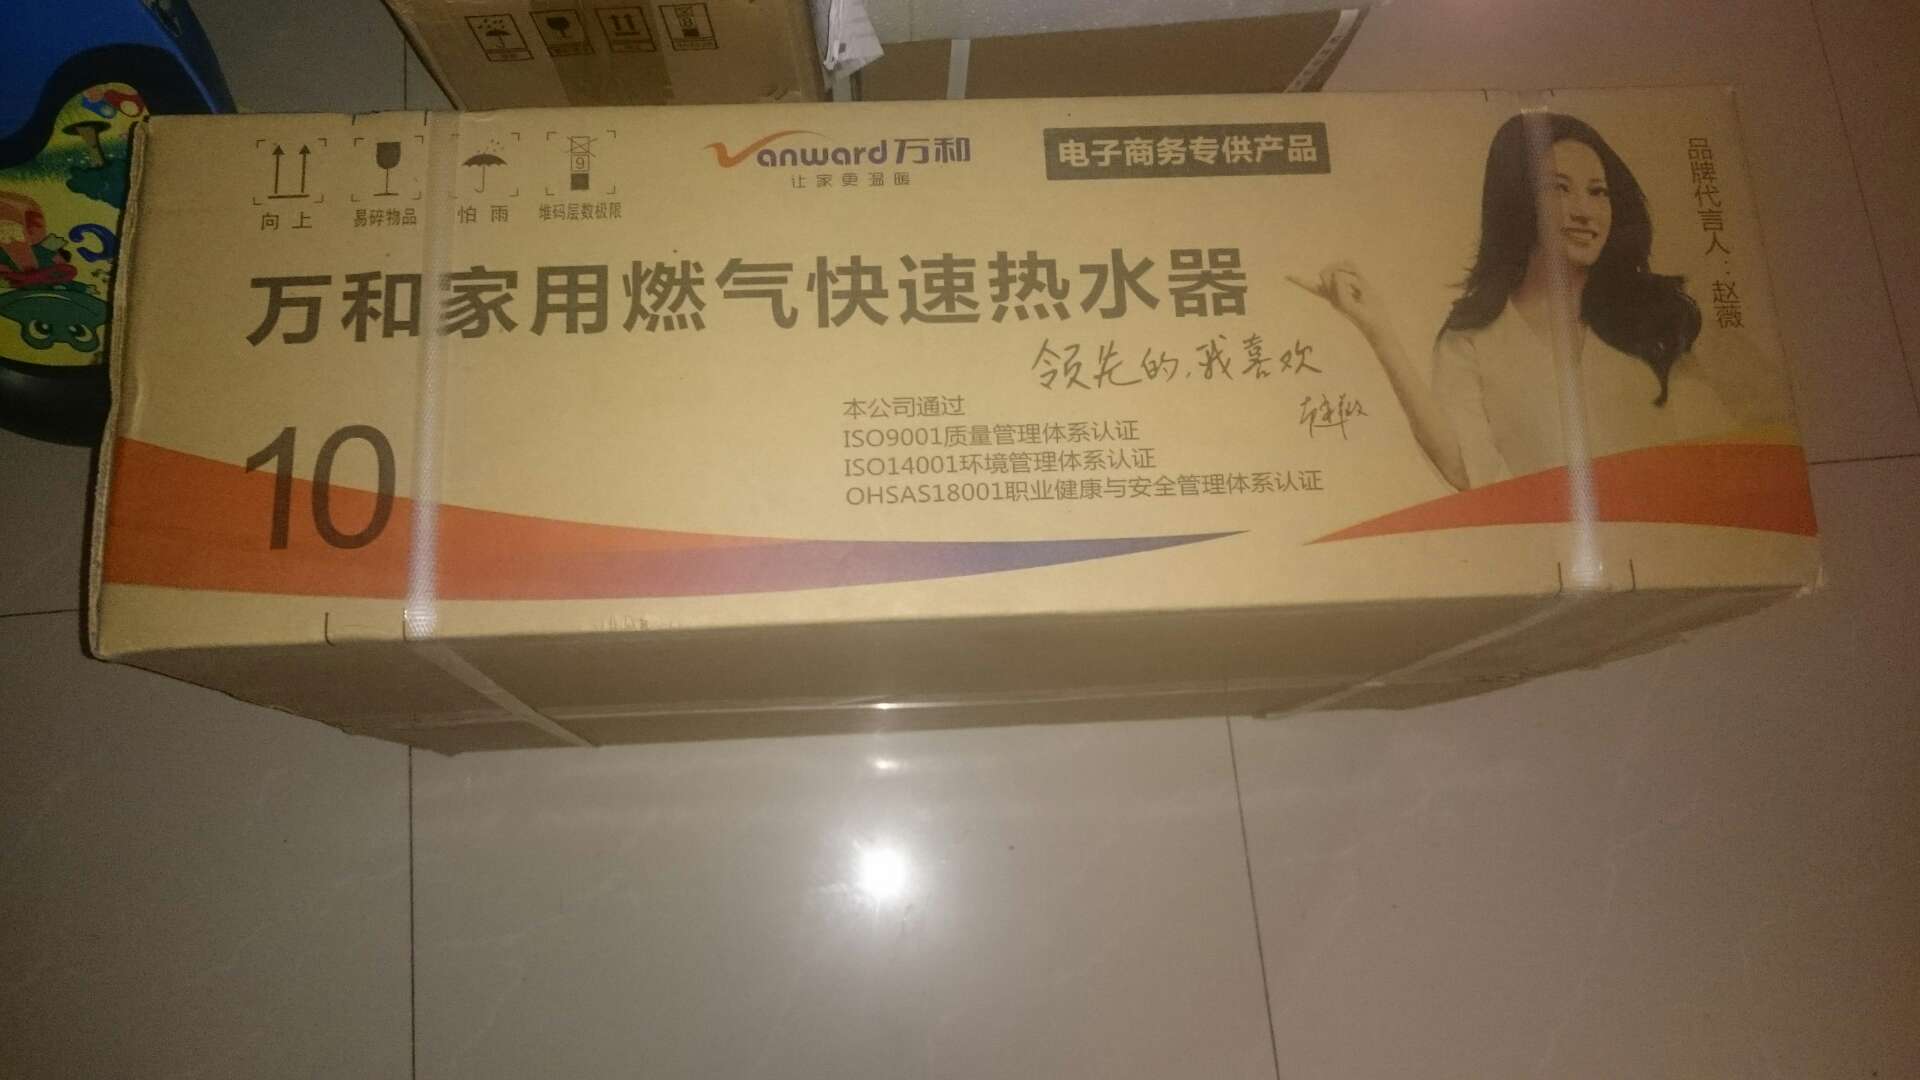 向上
易碎物品
怕雨
9
堆码层数极限
Vanward万和
让家更温暖
电子商务专供产品
品牌代言人：赵薇
万和家用燃气快速热水器
领先的,我喜欢
10
本公司通过
ISO9001质量管理体系认证
ISO14001环境管理体系认证
OHSAS18001职业健康与安全管理体系认证